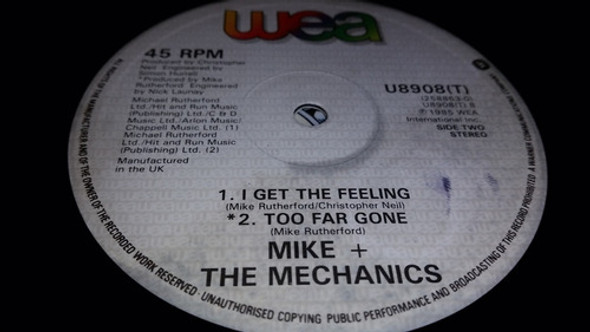 wea
45 RPM
Produced by Christopher
Neil Engineered by
Simon Hurrell
*Produced by Mike
Rutherford Engineered
by Nick Launay
Michael Rutherford
Ltd./Hit and Run Music
(Publishing) Ltd./C & D
Music Ltd./Arlon Music/
Chappell Music Ltd. (1)
Michael Rutherford
Ltd./Hit and Run Music
(Publishing) Ltd. (2)
Manufactured
in the UK
U8908(T)
(258863-0)
U8908(T) B
℗ 1985 WEA
International Inc.
SIDE TWO
STEREO
1. I GET THE FEELING
(Mike Rutherford/Christopher Neil)
*2. TOO FAR GONE
(Mike Rutherford)
MIKE +
THE MECHANICS
ALL RIGHTS OF THE MANUFACTURER AND OF THE OWNER OF THE RECORDED WORK RESERVED · UNAUTHORISED COPYING PUBLIC PERFORMANCE AND BROADCASTING OF THIS RECORD PROHIBITED